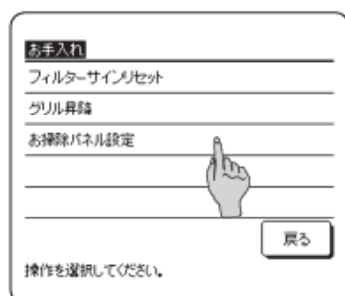 お手入れ
フィルターサインリセット
グリル昇降
お掃除パネル設定
戻る
操作を選択してください。